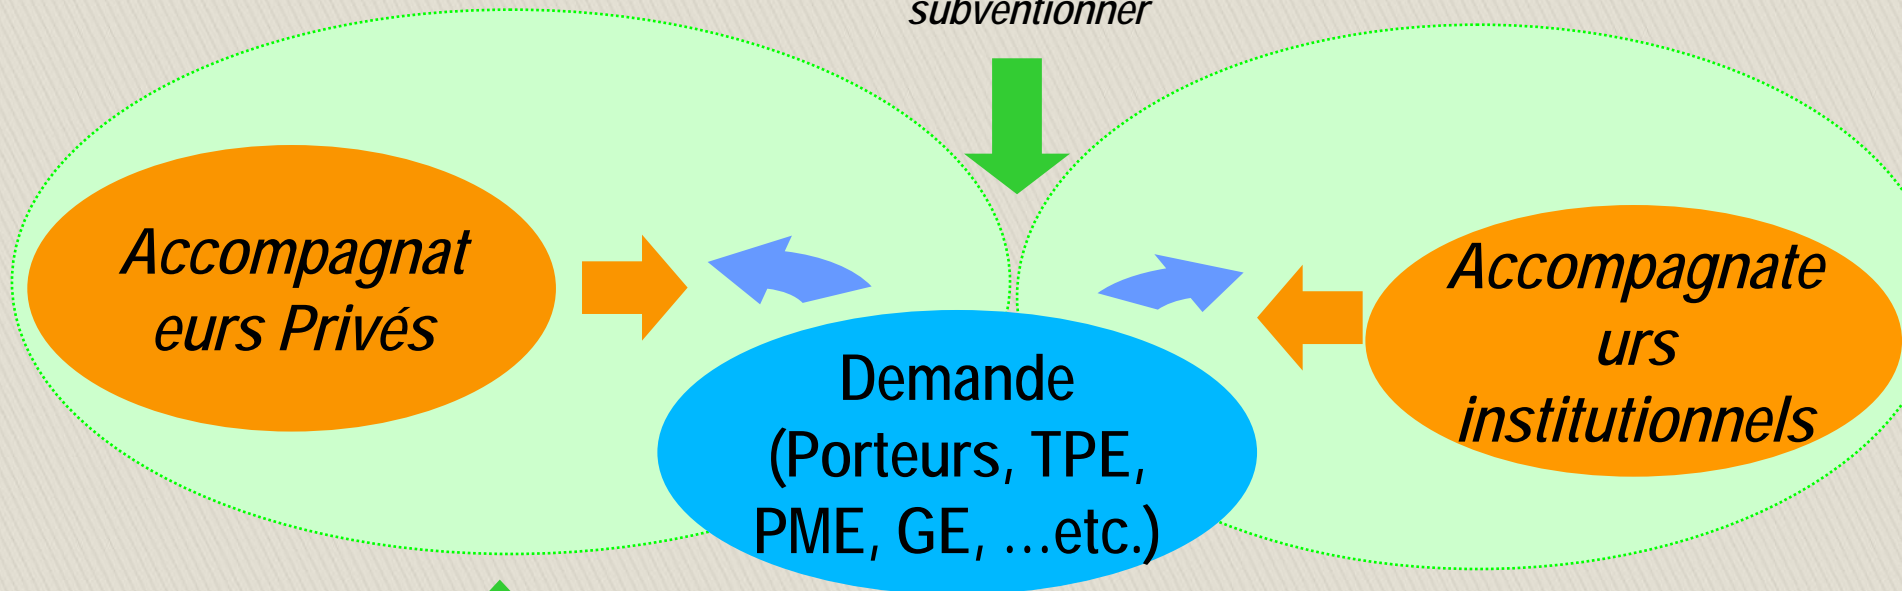 subventionner
Accompagnat
eurs Privés
Demande
(Porteurs, TPE,
PME, GE, …etc.)
Accompagnate
urs
institutionnels